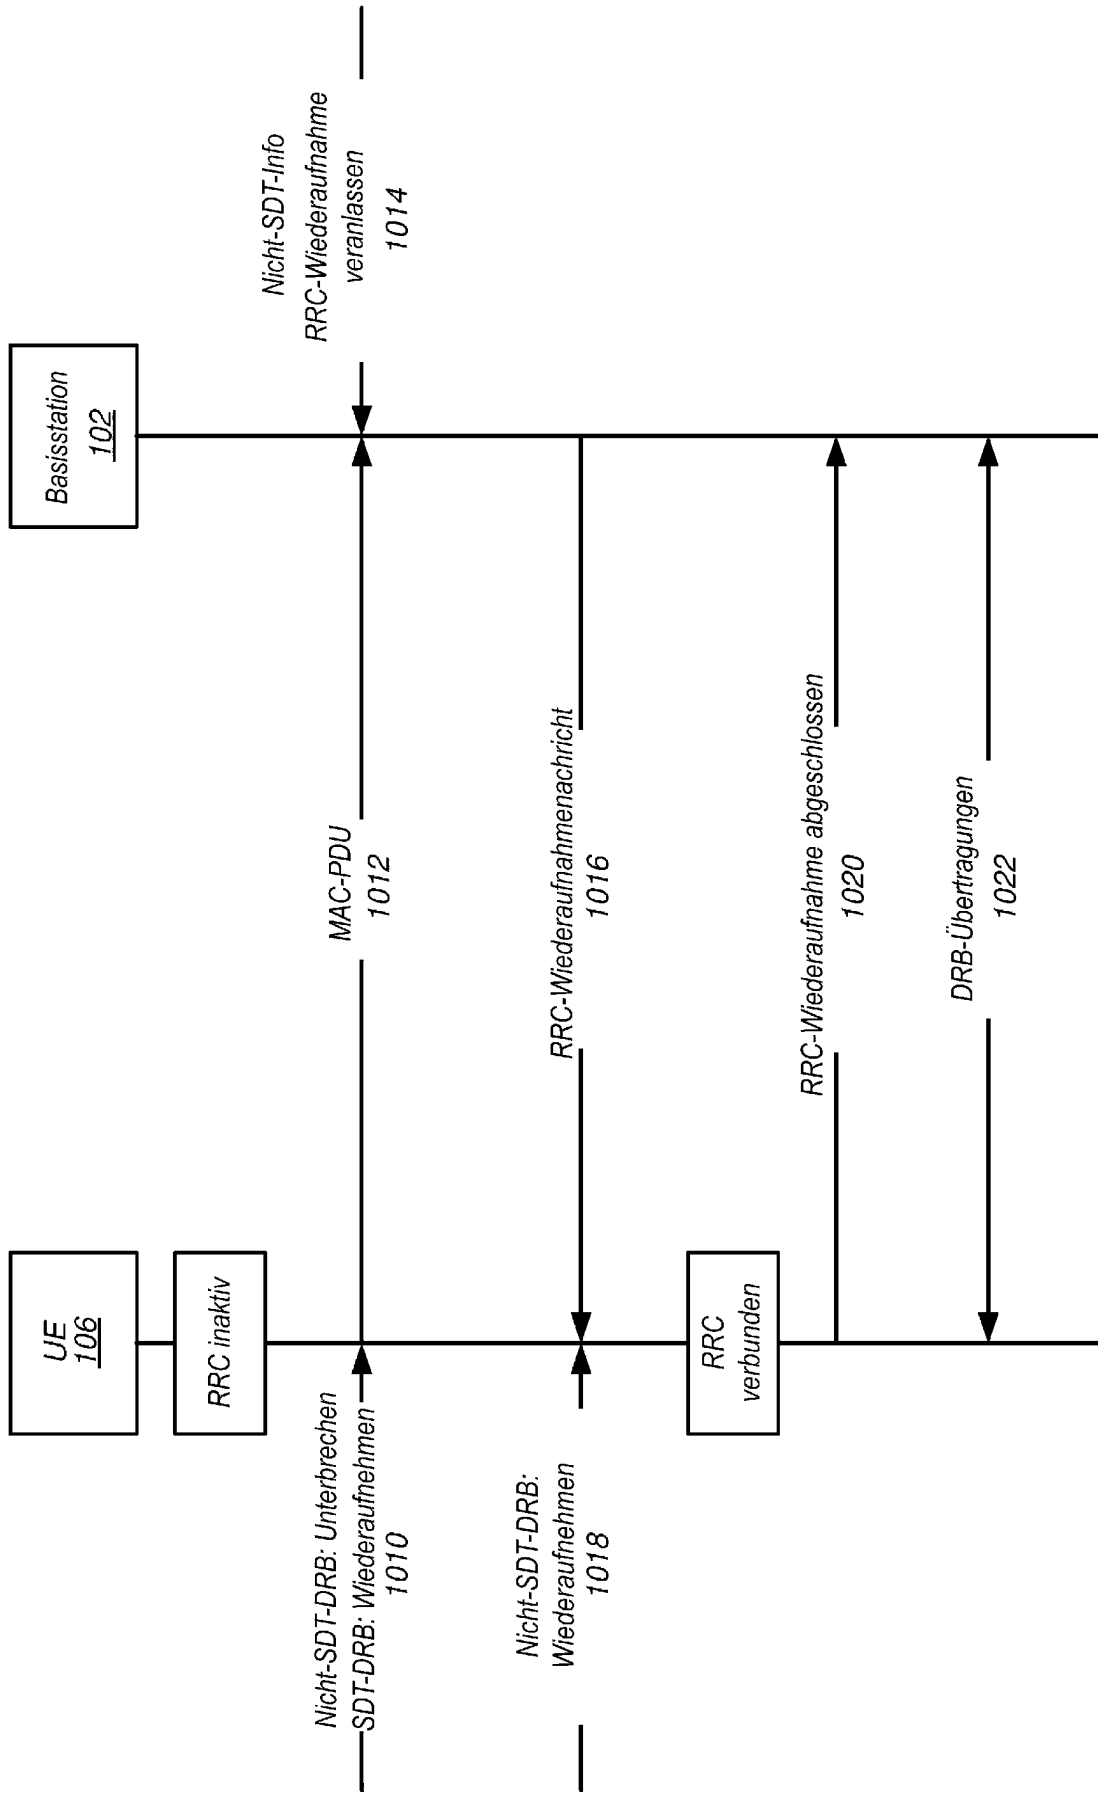 UE
106
Basisstation
102
RRC inaktiv
Nicht-SDT-DRB: Unterbrechen
SDT-DRB: Wiederaufnehmen
1010
MAC-PDU
1012
Nicht-SDT-Info
RRC-Wiederaufnahme
veranlassen
1014
RRC-Wiederaufnahmenachricht
1016
Nicht-SDT-DRB:
Wiederaufnehmen
1018
RRC
verbunden
RRC-Wiederaufnahme abgeschlossen
1020
DRB-Übertragungen
1022